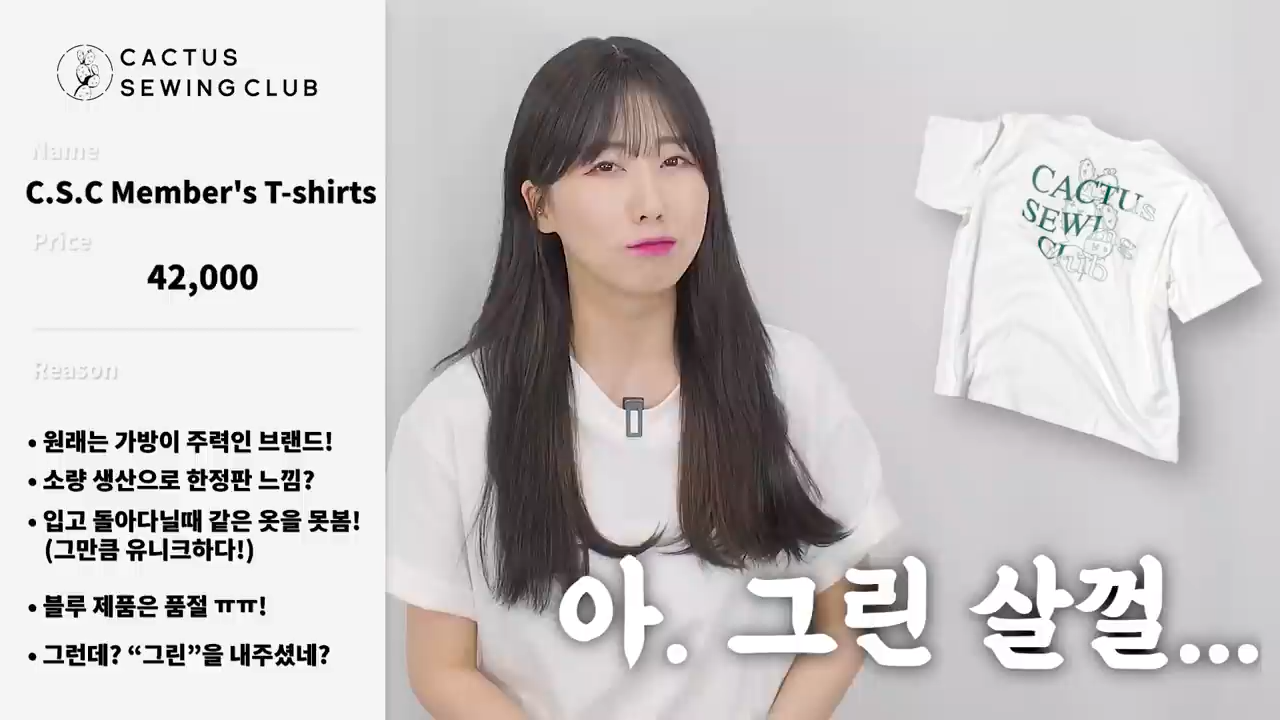 CACTUS
SEWING CLUB
Name
C.S.C Member's T-shirts
Price
42,000
Reason
• 원래는 가방이 주력인 브랜드!
• 소량 생산으로 한정판 느낌?
• 입고 돌아다닐때 같은 옷을 못봄!
(그만큼 유니크하다!)
• 블루 제품은 품절 ㅠㅠ!
• 그런데? “그린”을 내주셨네?
CACTUs
SEWI
Club
아. 그린 살껄...